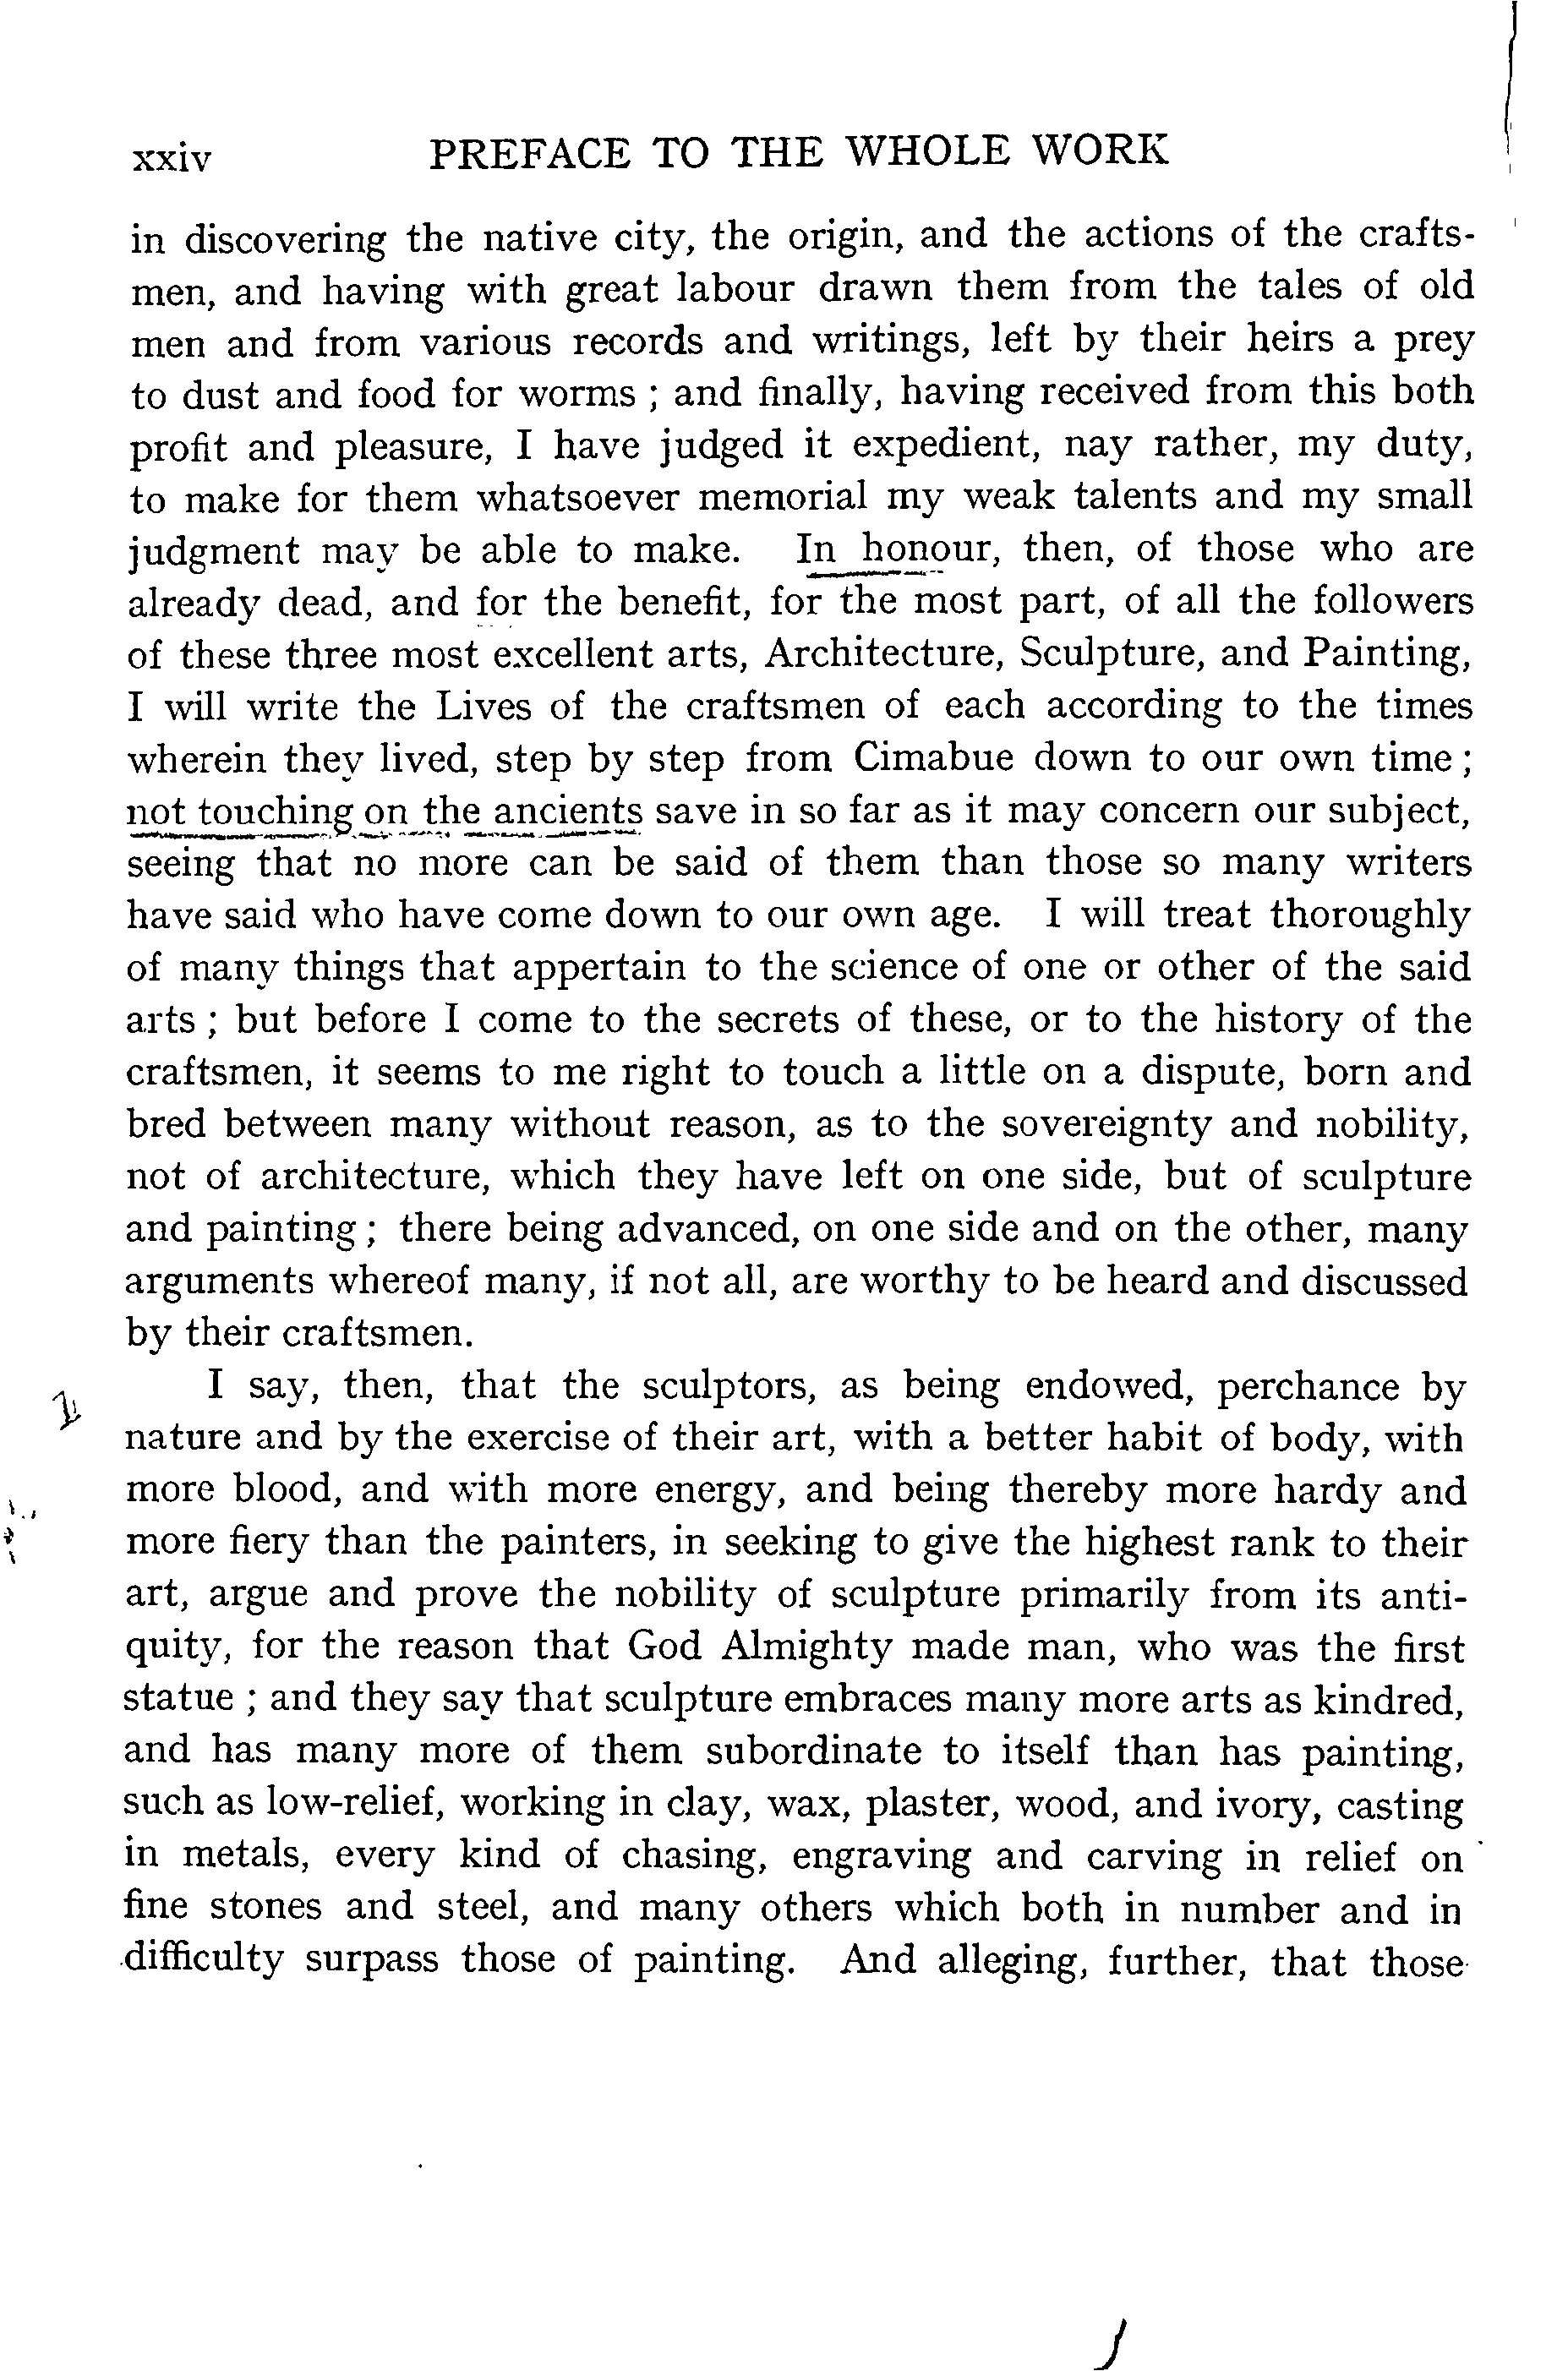 xxiv PREFACE TO THE WHOLE WORK
in discovering the native city, the origin, and the actions of the crafts-
men, and having with great labour drawn them from the tales of old
men and from various records and writings, left by their heirs a prey
to dust and food for worms ; and finally, having received from this both
profit and pleasure, I have judged it expedient, nay rather, my duty,
to make for them whatsoever memorial my weak talents and my small
judgment may be able to make. In honour, then, of those who are
already dead, and for the benefit, for the most part, of all the followers
of these three most excellent arts, Architecture, Sculpture, and Painting,
I will write the Lives of the craftsmen of each according to the times
wherein they lived, step by step from Cimabue down to our own time ;
not touching on the ancients save in so far as it may concern our subject,
seeing that no more can be said of them than those so many writers
have said who have come down to our own age. I will treat thoroughly
of many things that appertain to the science of one or other of the said
arts ; but before I come to the secrets of these, or to the history of the
craftsmen, it seems to me right to touch a little on a dispute, born and
bred between many without reason, as to the sovereignty and nobility,
not of architecture, which they have left on one side, but of sculpture
and painting ; there being advanced, on one side and on the other, many
arguments whereof many, if not all, are worthy to be heard and discussed
by their craftsmen.
I say, then, that the sculptors, as being endowed, perchance by
nature and by the exercise of their art, with a better habit of body, with
more blood, and with more energy, and being thereby more hardy and
more fiery than the painters, in seeking to give the highest rank to their
art, argue and prove the nobility of sculpture primarily from its anti-
quity, for the reason that God Almighty made man, who was the first
statue ; and they say that sculpture embraces many more arts as kindred,
and has many more of them subordinate to itself than has painting,
such as low-relief, working in clay, wax, plaster, wood, and ivory, casting
in metals, every kind of chasing, engraving and carving in relief on
fine stones and steel, and many others which both in number and in
difficulty surpass those of painting. And alleging, further, that those